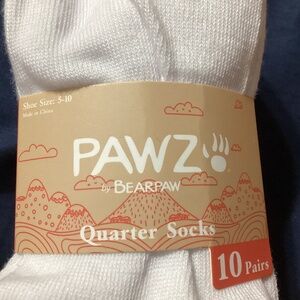 Shoe Size: 5-10
Made in China
PAWZ
by BEARPAW
Quarter Socks
10 Pairs